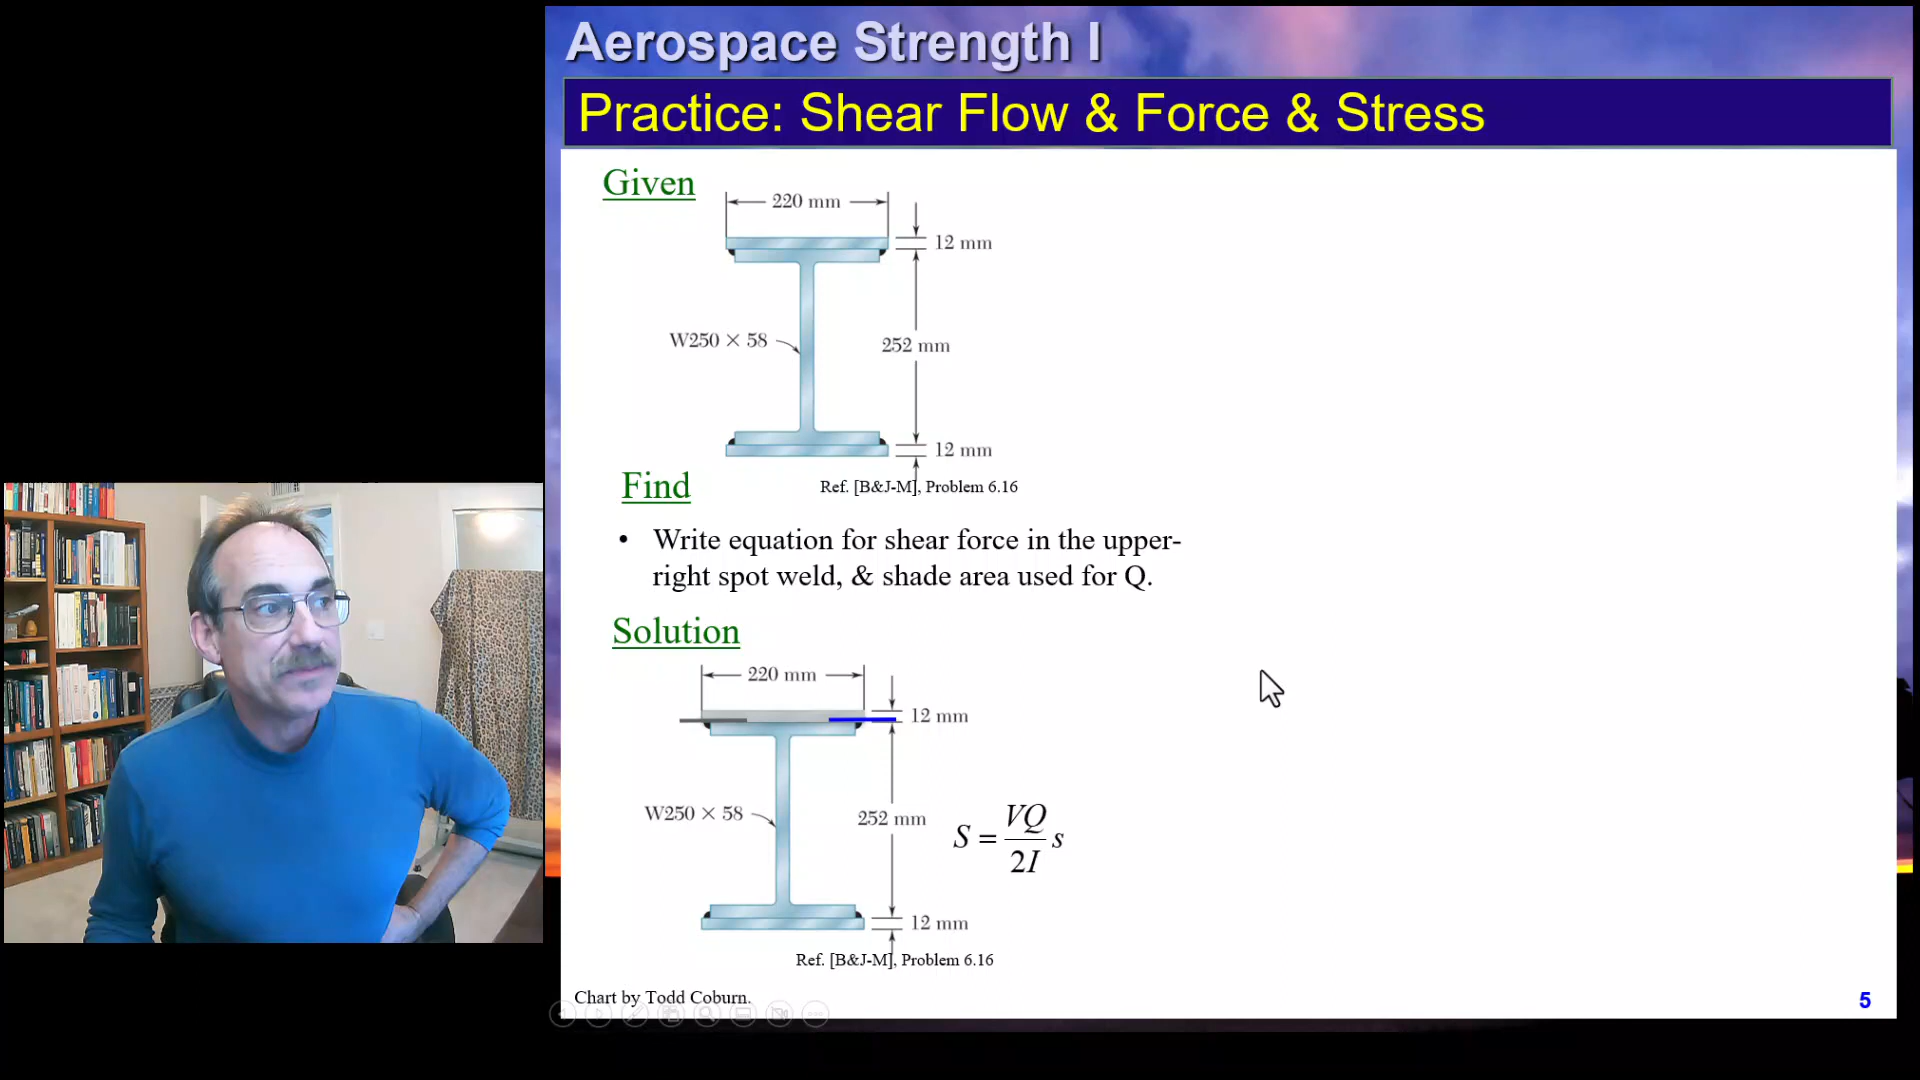 Aerospace Strength I
Practice: Shear Flow & Force & Stress
Given
220 mm
12 mm
W250 × 58
252 mm
12 mm
Find
Ref. [B&J-M], Problem 6.16
• Write equation for shear force in the upper-
right spot weld, & shade area used for Q.
Solution
220 mm
12 mm
W250 × 58
252 mm
S = VQ/2I s
12 mm
Ref. [B&J-M], Problem 6.16
Chart by Todd Coburn.
5